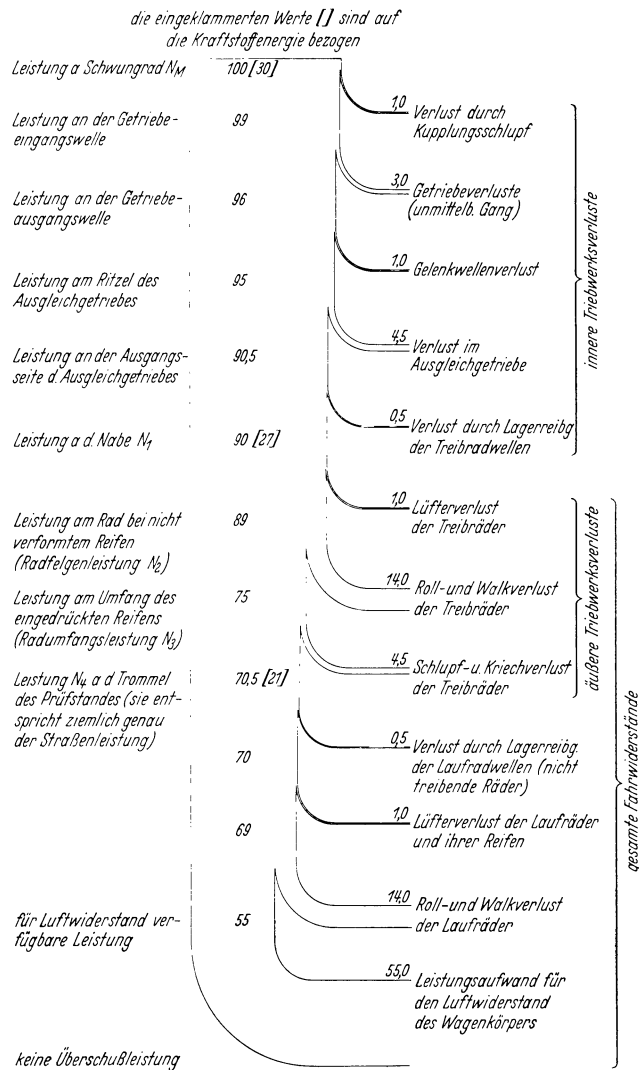 die eingeklammerten Werte [] sind auf
die Kraftstoffenergie bezogen
Leistung a Schwungrad N_M 100 [30]
1,0 Verlust durch
Kupplungsschlupf
Leistung an der Getriebe-
eingangswelle
99
3,0 Getriebeverluste
(unmittelb. Gang)
Leistung an der Getriebe-
ausgangswelle
96
1,0 Gelenkwellenverlust
Leistung am Ritzel des
Ausgleichgetriebes
95
4,5 Verlust im
Ausgleichgetriebe
Leistung an der Ausgangs-
seite d. Ausgleichgetriebes
90,5
0,5 Verlust durch Lagerreibg
der Treibradwellen
Leistung a d. Nabe N_1 90 [27]
innere Triebwerksverluste
1,0 Lüfterverlust
der Treibräder
Leistung am Rad bei nicht
verformtem Reifen
(Radfelgenleistung N_2)
89
14,0 Roll-und Walkverlust
der Treibräder
Leistung am Umfang des
eingedrückten Reifens
(Radumfangsleistung N_3)
75
4,5 Schlupf-u. Kriechverlust
der Treibräder
äußere Triebwerksverluste
Leistung N_4 a d Trommel
des Prüfstandes (sie ent-
spricht ziemlich genau
der Straßenleistung)
70,5 [21]
0,5 Verlust durch Lagerreibg.
der Laufradwellen (nicht
treibende Räder)
70
1,0 Lüfterverlust der Laufräder
und ihrer Reifen
69
14,0 Roll-und Walkverlust
der Laufräder
für Luftwiderstand ver-
fügbare Leistung
55
55,0 Leistungsaufwand für
den Luftwiderstand
des Wagenkörpers
gesamte Fahrwiderstände
keine Überschußleistung